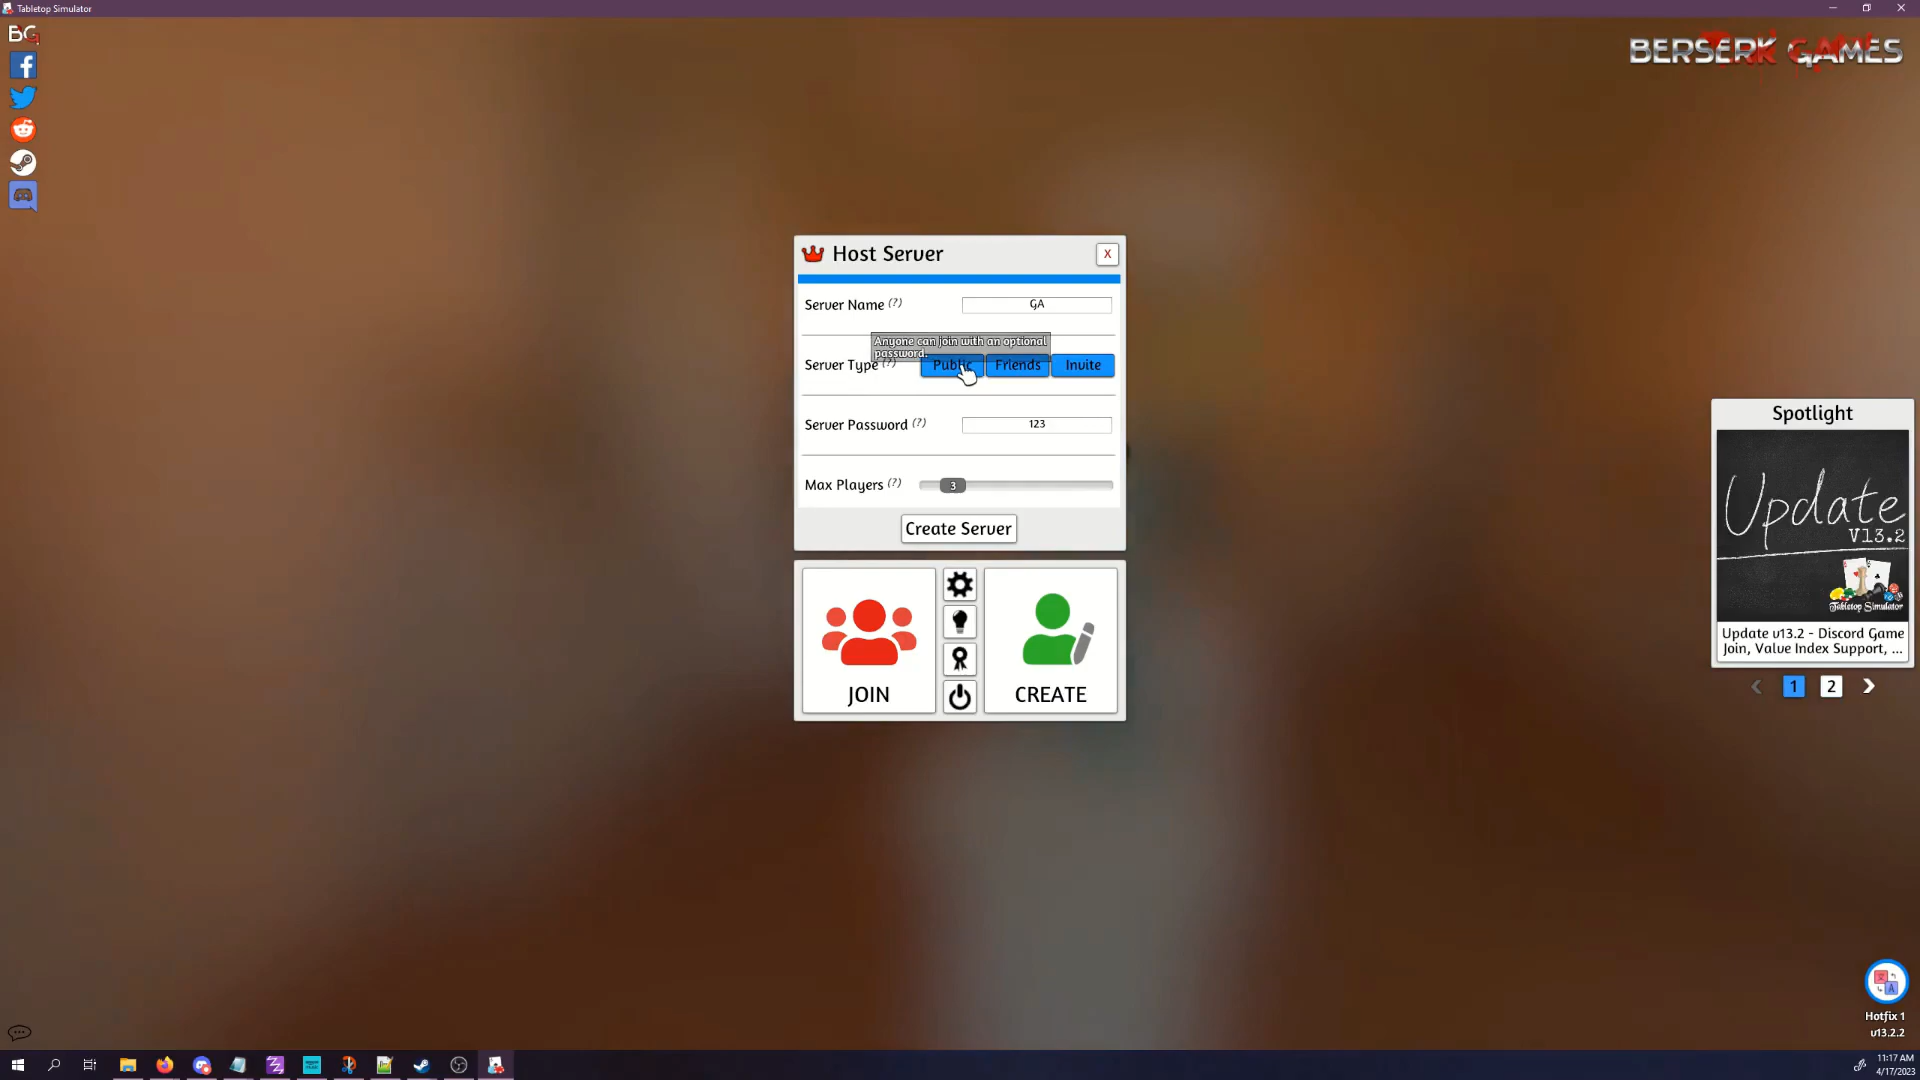 Tabletop Simulator
BG
BERSERK GAMES
Host Server
X
Server Name (?)
GA
Anyone can join with an optional
password.
Server Type (?)
Public
Friends
Invite
Server Password (?)
123
Max Players (?)
3
Create Server
JOIN
CREATE
Spotlight
Update
V13.2
Tabletop Simulator
Update v13.2 - Discord Game
Join, Valve Index Support, ...
1
2
Hotfix 1
v13.2.2
11:17 AM
4/17/2023